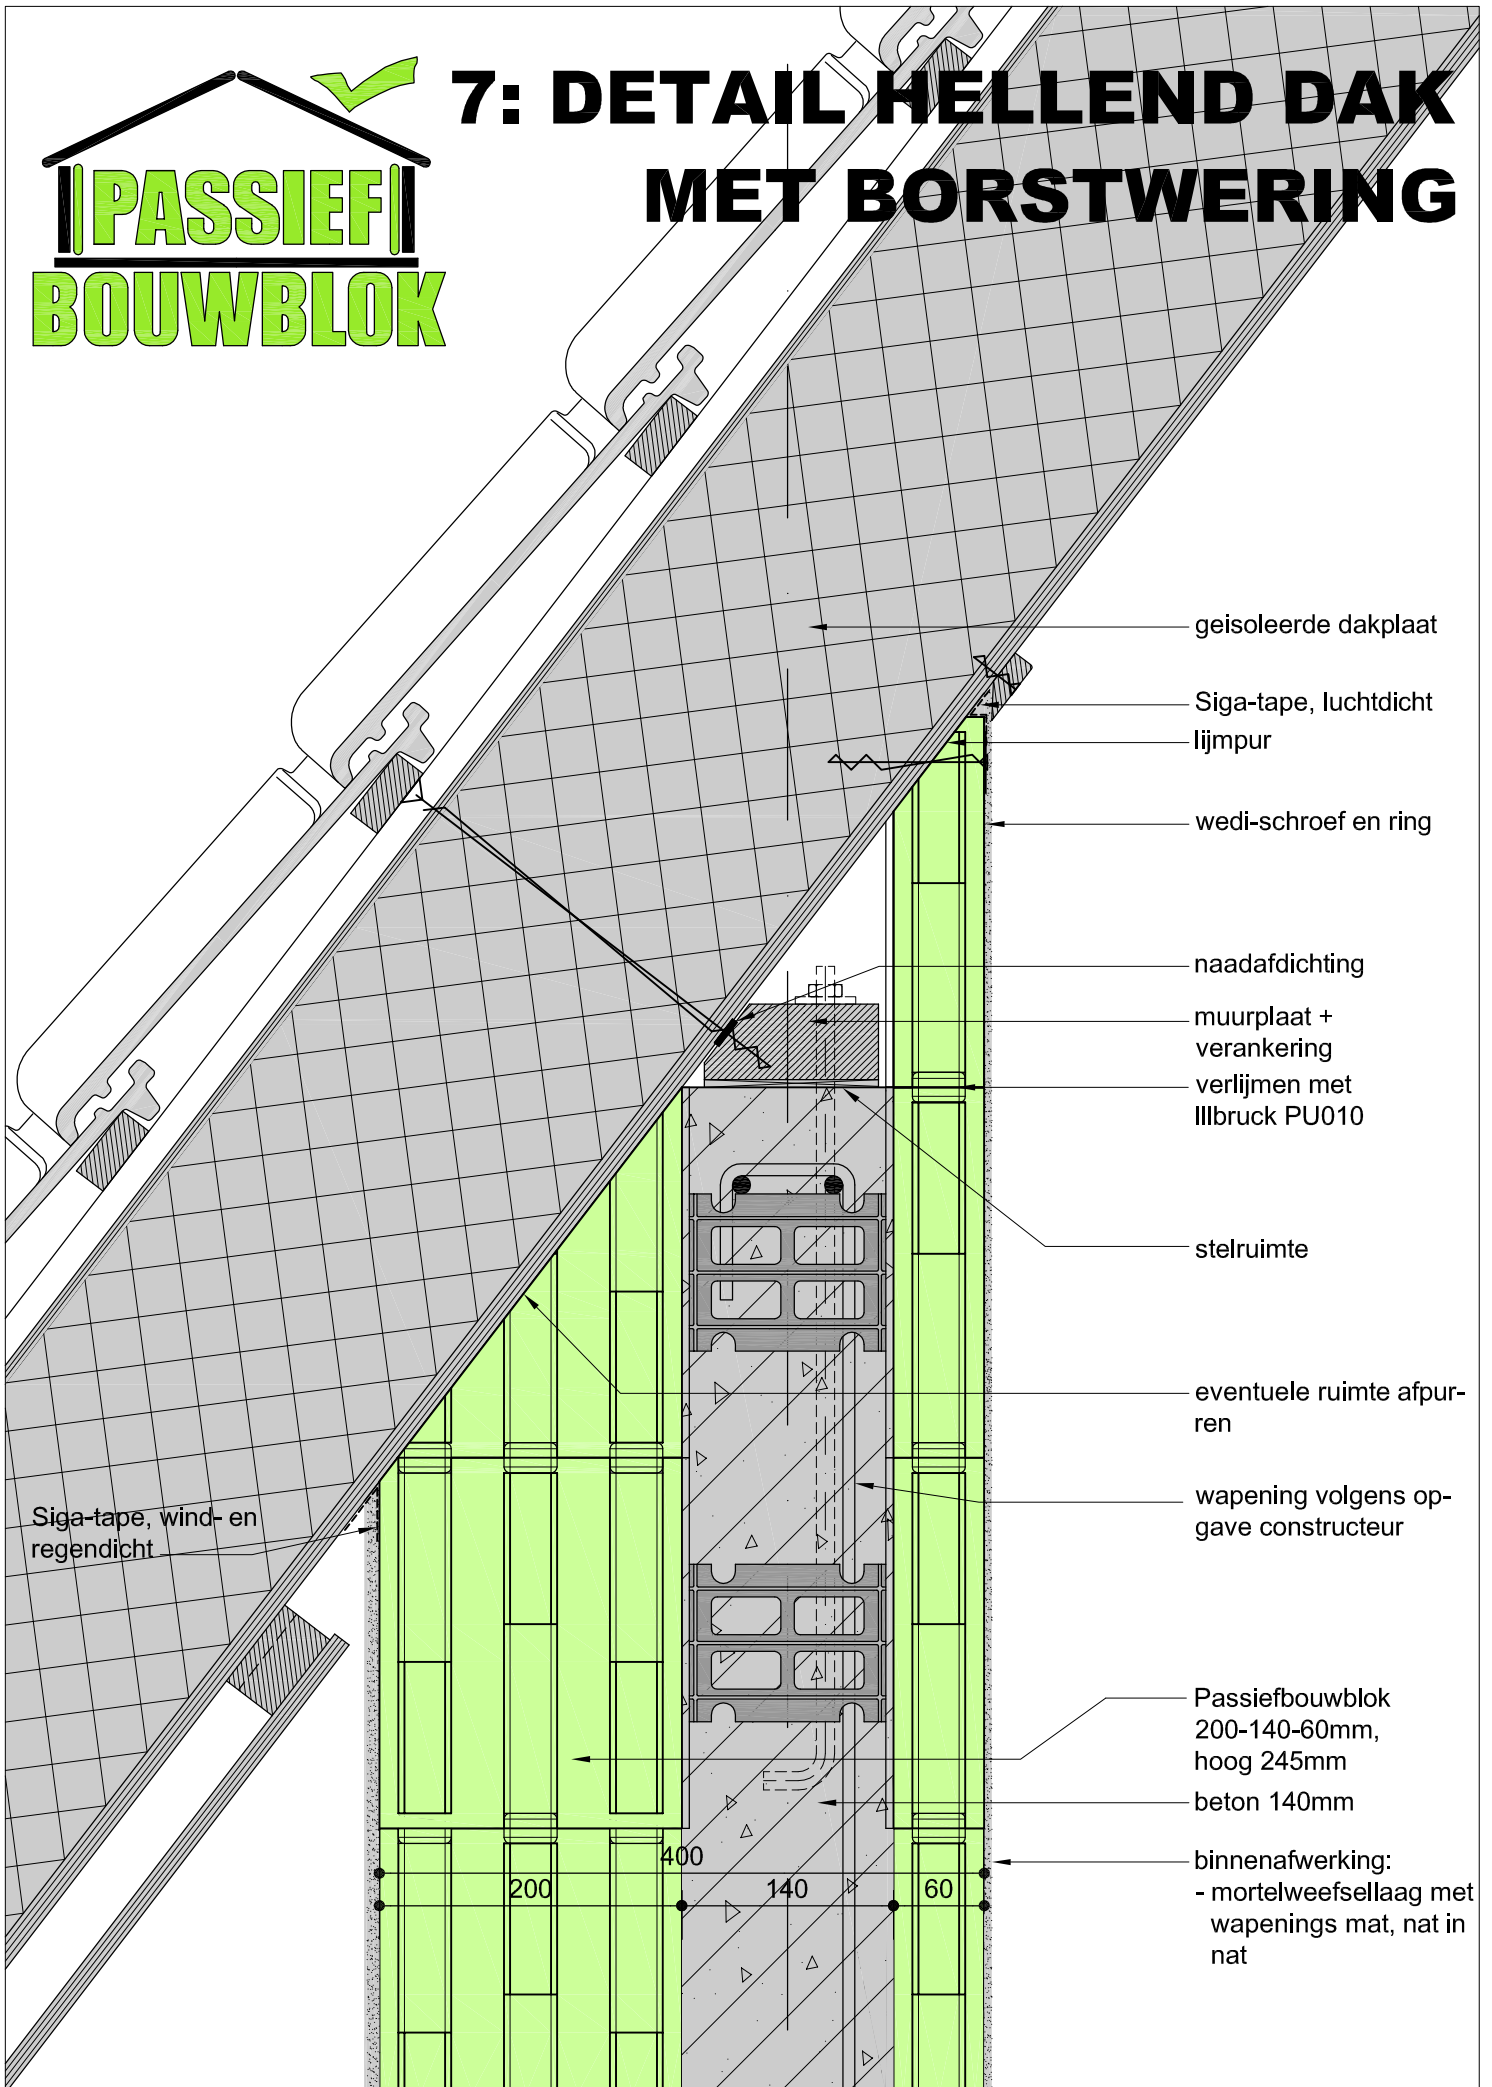 7: DETAIL HELLEND DAK
MET BORSTWERING
PASSIEF
BOUWBLOK
geisoleerde dakplaat
Siga-tape, luchtdicht
lijmpur
wedi-schroef en ring
naadafdichting
muurplaat +
verankering
verlijmen met
Illbruck PU010
stelruimte
eventuele ruimte afpur-
ren
wapening volgens op-
gave constructeur
Siga-tape, wind- en
regendicht
Passiefbouwblok
200-140-60mm,
hoog 245mm
beton 140mm
binnenafwerking:
- mortelweefsellaag met
wapenings mat, nat in
nat
400
200
140
60